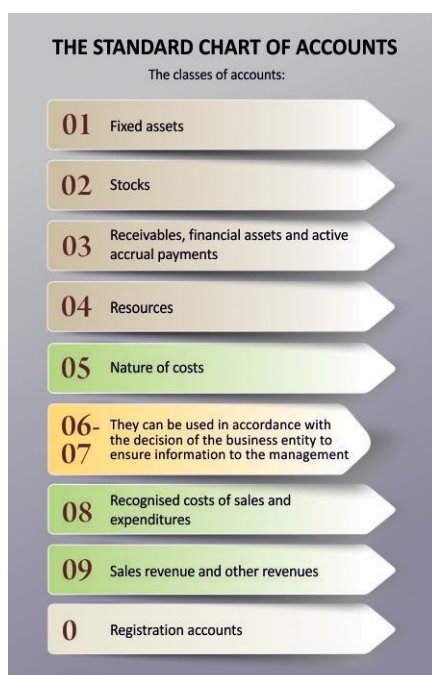 THE STANDARD CHART OF ACCOUNTS
The classes of accounts:
01 Fixed assets
02 Stocks
03 Receivables, financial assets and active
accrual payments
04 Resources
05 Nature of costs
06-
07 They can be used in accordance with
the decision of the business entity to
ensure information to the management
08 Recognised costs of sales and
expenditures
09 Sales revenue and other revenues
0 Registration accounts